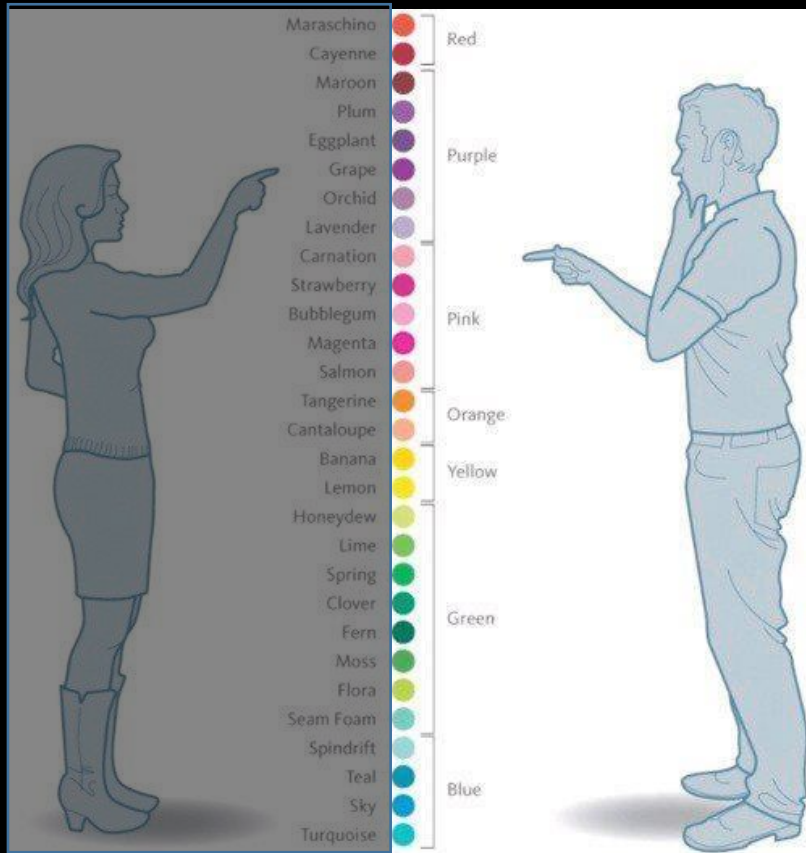 Maraschino
Cayenne
Maroon
Plum
Eggplant
Grape
Orchid
Lavender
Carnation
Strawberry
Bubblegum
Magenta
Salmon
Tangerine
Cantaloupe
Banana
Lemon
Honeydew
Lime
Spring
Clover
Fern
Moss
Flora
Seam Foam
Spindrift
Teal
Sky
Turquoise
Red
Purple
Pink
Orange
Yellow
Green
Blue